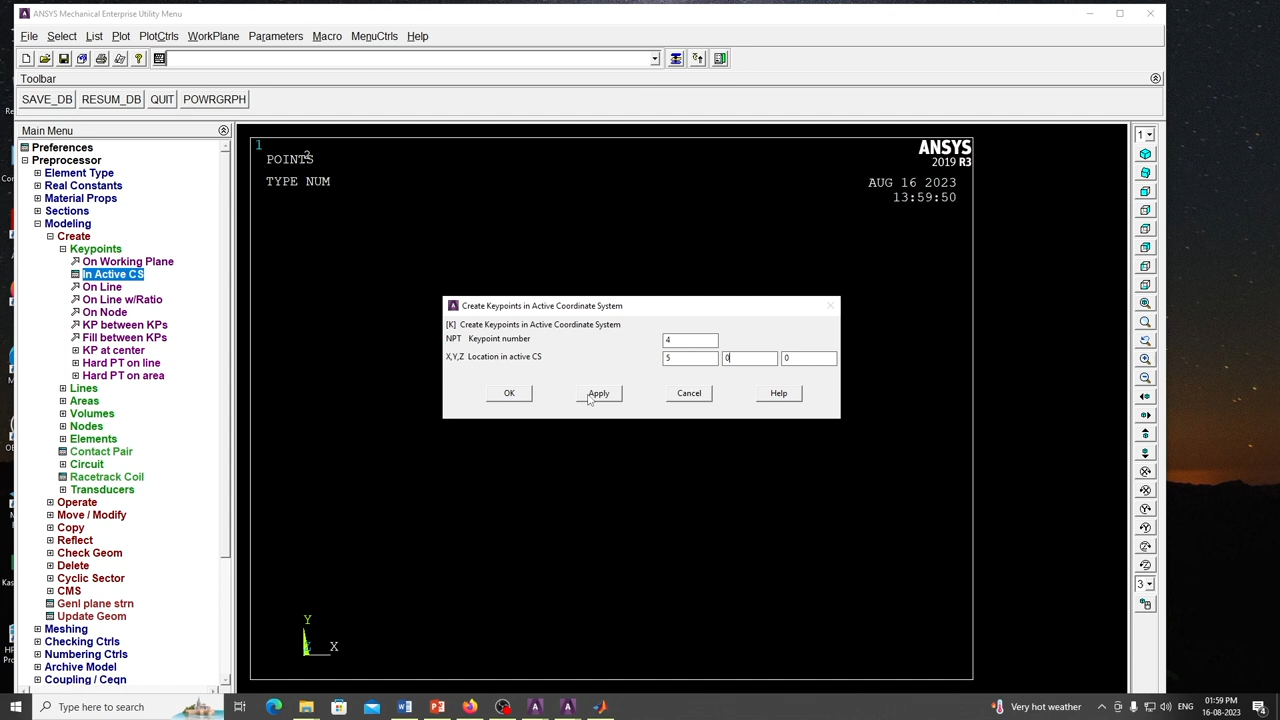 ANSYS Mechanical Enterprise Utility Menu
File Select List Plot PlotCtrls WorkPlane Parameters Macro MenuCtrls Help
Toolbar
SAVE_DB RESUM_DB QUIT POWRGRPH
Main Menu
Preferences
Preprocessor
Element Type
Real Constants
Material Props
Sections
Modeling
Create
Keypoints
On Working Plane
In Active CS
On Line
On Line w/Ratio
On Node
KP between KPs
Fill between KPs
KP at center
Hard PT on line
Hard PT on area
Lines
Areas
Volumes
Nodes
Elements
Contact Pair
Circuit
Racetrack Coil
Transducers
Operate
Move / Modify
Copy
Reflect
Check Geom
Delete
Cyclic Sector
CMS
Genl plane strn
Update Geom
Meshing
Checking Ctrls
Numbering Ctrls
Archive Model
Coupling / Ceqn
1
2
POINTS
TYPE NUM
ANSYS
2019 R3
AUG 16 2023
13:59:50
Create Keypoints in Active Coordinate System
[K] Create Keypoints in Active Coordinate System
NPT Keypoint number 4
X,Y,Z Location in active CS 5 0 0
OK Apply Cancel Help
Y
Z X
1
3
Type here to search
Very hot weather
01:59 PM
16-08-2023
4